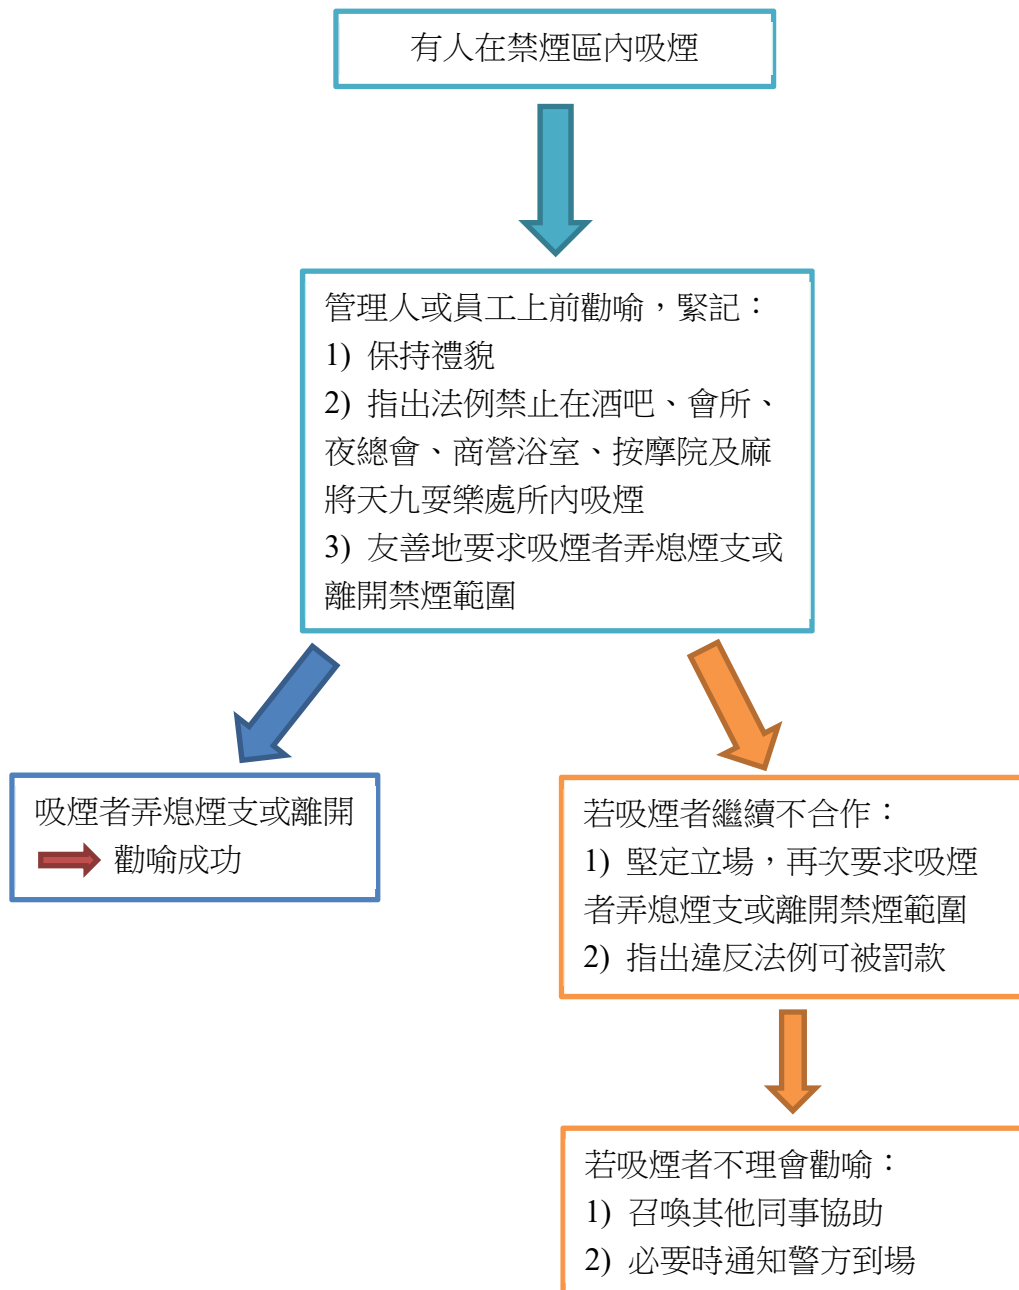 有人在禁煙區內吸煙
管理人或員工上前勸喻，緊記：
1) 保持禮貌
2) 指出法例禁止在酒吧、會所、
夜總會、商營浴室、按摩院及麻
將天九耍樂處所內吸煙
3) 友善地要求吸煙者弄熄煙支或
離開禁煙範圍
吸煙者弄熄煙支或離開
勸喻成功
若吸煙者繼續不合作：
1) 堅定立場，再次要求吸煙
者弄熄煙支或離開禁煙範圍
2) 指出違反法例可被罰款
若吸煙者不理會勸喻：
1) 召喚其他同事協助
2) 必要時通知警方到場